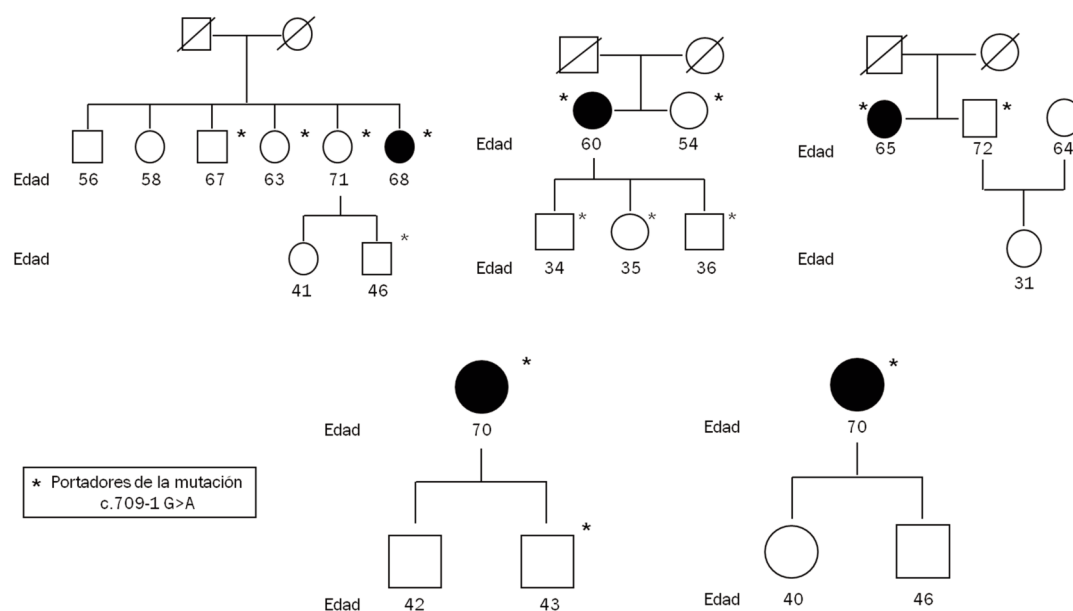 * * * *
Edad 56 58 67 63 71 68
*
Edad
41 46
* *
Edad 60 54
* * *
Edad 34 35 36
* *
Edad 65 72 64
Edad
31
*
Edad 70
*
Edad 42 43
*
Edad 70
Edad 40 46
* Portadores de la mutación
c.709-1 G>A